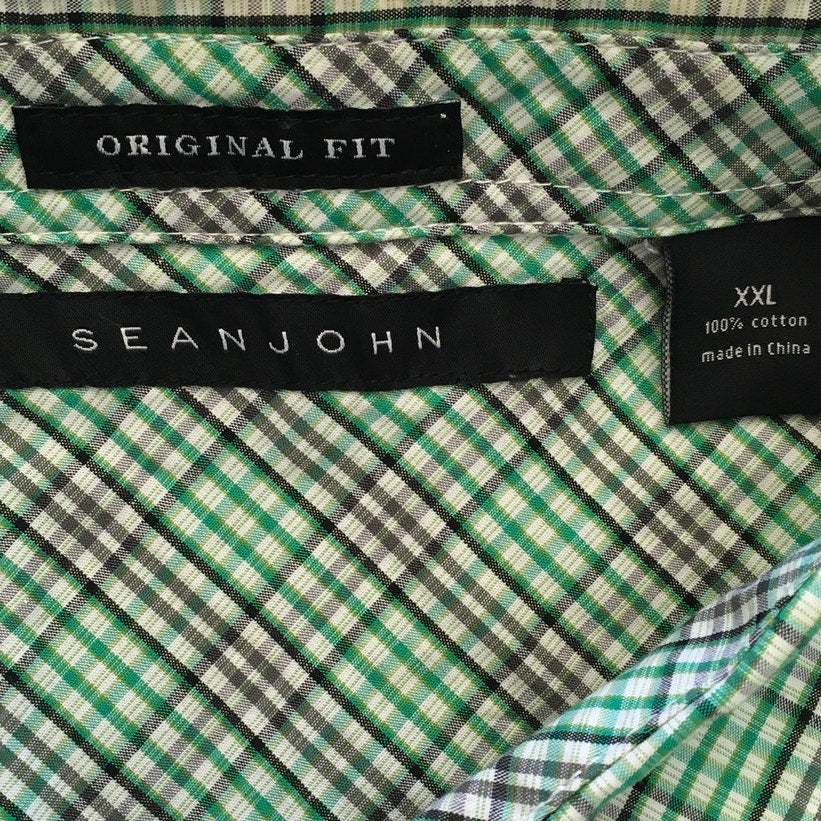 ORIGINAL FIT
SEANJOHN
XXL
100% cotton
made in China